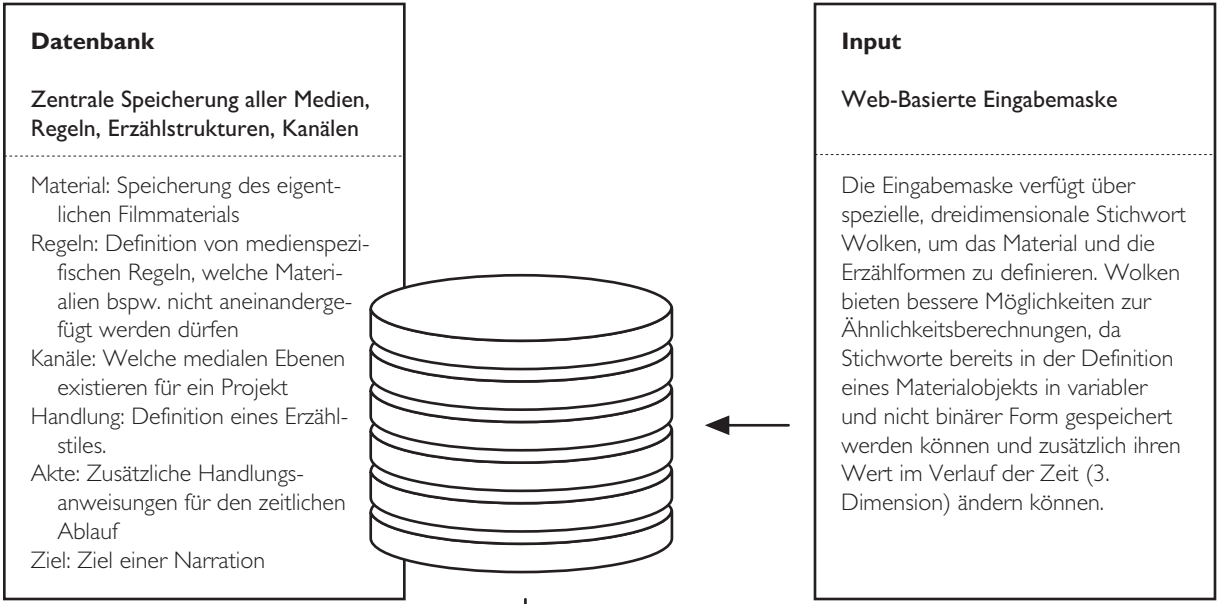 Datenbank
Zentrale Speicherung aller Medien,
Regeln, Erzählstrukturen, Kanälen
Material: Speicherung des eigent-
lichen Filmmaterials
Regeln: Definition von medienspezi-
fischen Regeln, welche Materi-
alien bspw. nicht aneinanderge-
fügt werden dürfen
Kanäle: Welche medialen Ebenen
existieren für ein Projekt
Handlung: Definition eines Erzähl-
stiles.
Akte: Zusätzliche Handlungs-
anweisungen für den zeitlichen
Ablauf
Ziel: Ziel einer Narration
Input
Web-Basierte Eingabemaske
Die Eingabemaske verfügt über
spezielle, dreidimensionale Stichwort
Wolken, um das Material und die
Erzählformen zu definieren. Wolken
bieten bessere Möglichkeiten zur
Ähnlichkeitsberechnungen, da
Stichworte bereits in der Definition
eines Materialobjekts in variabler
und nicht binärer Form gespeichert
werden können und zusätzlich ihren
Wert im Verlauf der Zeit (3.
Dimension) ändern können.